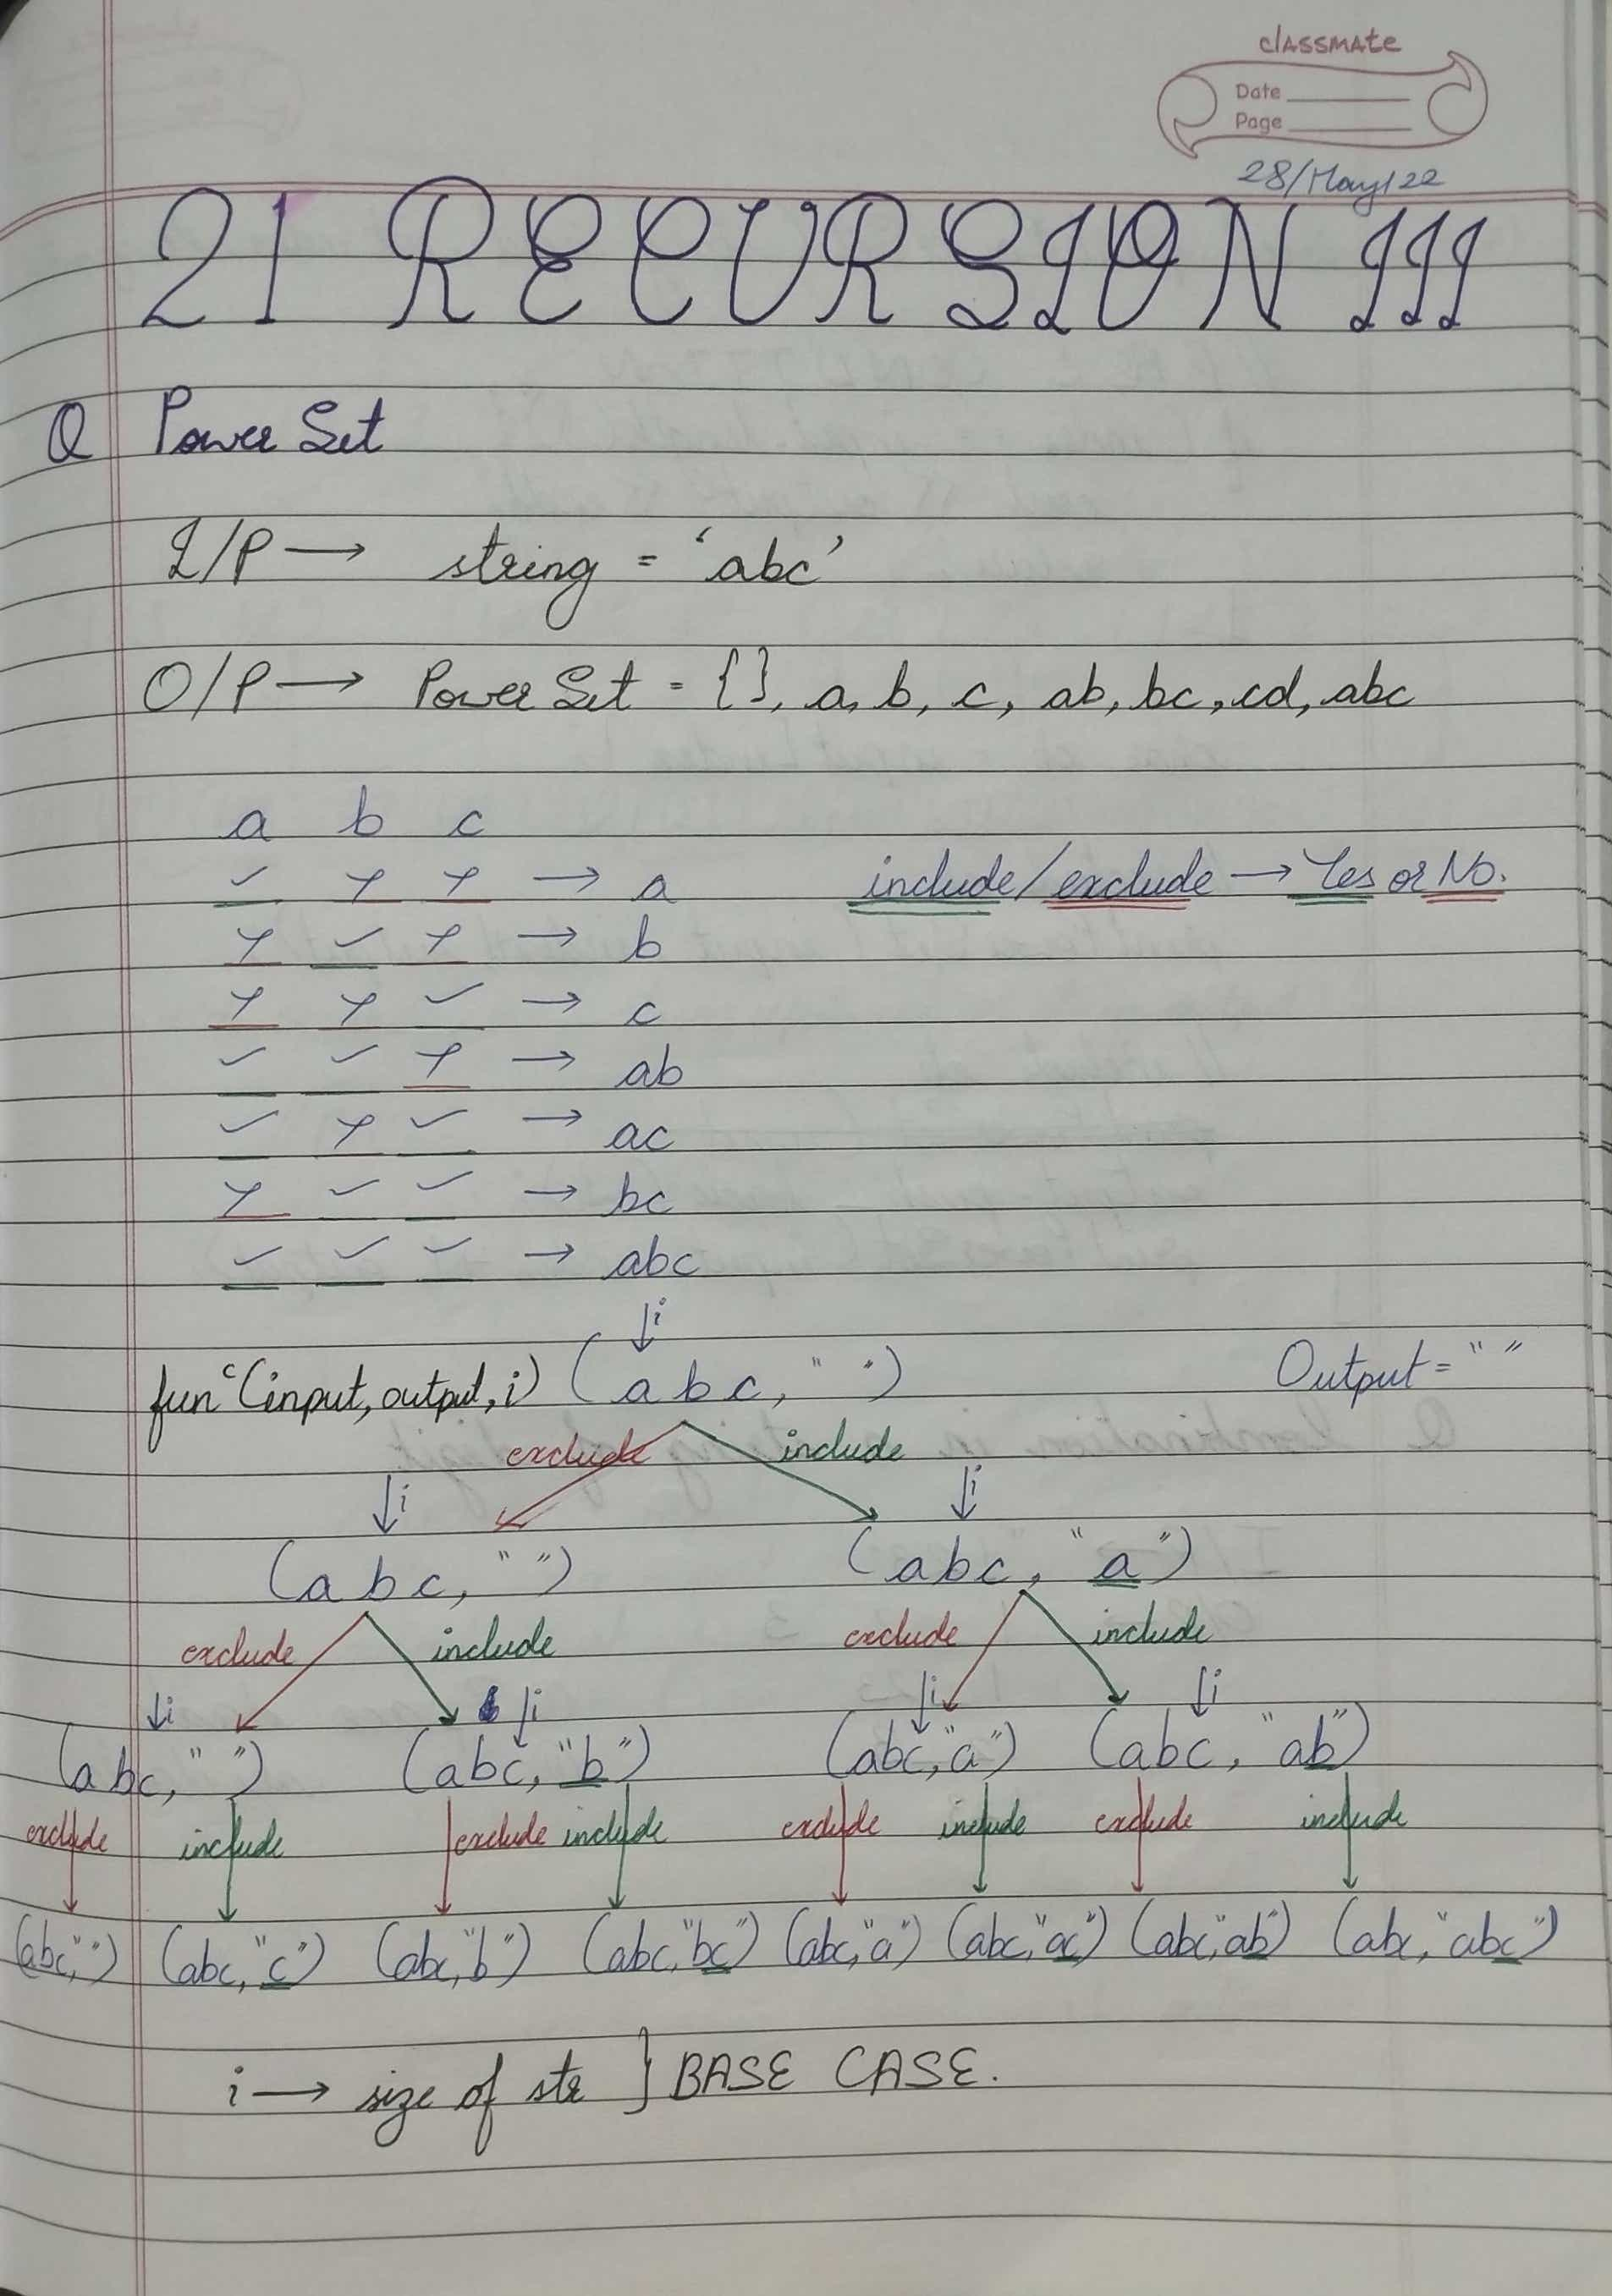 classmate
Date
Page
28/May/22
21 RECURSION III
Q Power Set
I/P → string = ‘abc’
O/P → Power Set = { }, a, b, c, ab, bc, cd, abc
a b c
✓ x x → a include/exclude → Yes or No.
x ✓ x → b
x x ✓ → c
✓ ✓ x → ab
✓ x ✓ → ac
x ✓ ✓ → bc
✓ ✓ ✓ → abc
↓i
funᶜ(input, output, i) (abc, " ") Output = " "
exclude include
↓i ↓i
(abc, " ") (abc, "a")
exclude include exclude include
↓i ↓i ↓i ↓i
(abc, " ") (abc, "b") (abc, "a") (abc, "ab")
exclude include exclude include exclude include exclude include
(abc, " ") (abc, "c") (abc, "b") (abc, "bc") (abc, "a") (abc, "ac") (abc, "ab") (abc, "abc")
i → size of str } BASE CASE.